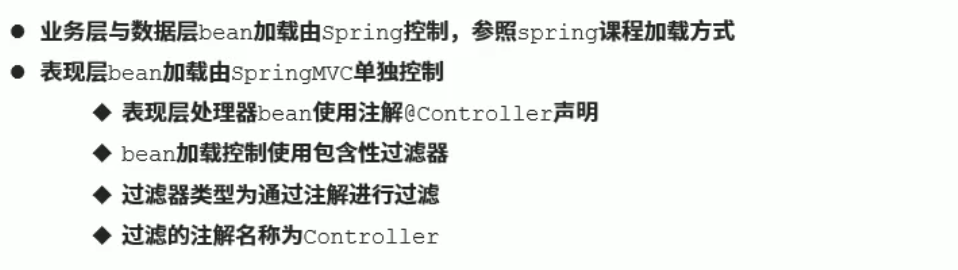 ● 业务层与数据层bean加载由Spring控制，参照spring课程加载方式
● 表现层bean加载由SpringMVC单独控制
◆ 表现层处理器bean使用注解@Controller声明
◆ bean加载控制使用包含性过滤器
◆ 过滤器类型为通过注解进行过滤
◆ 过滤的注解名称为Controller